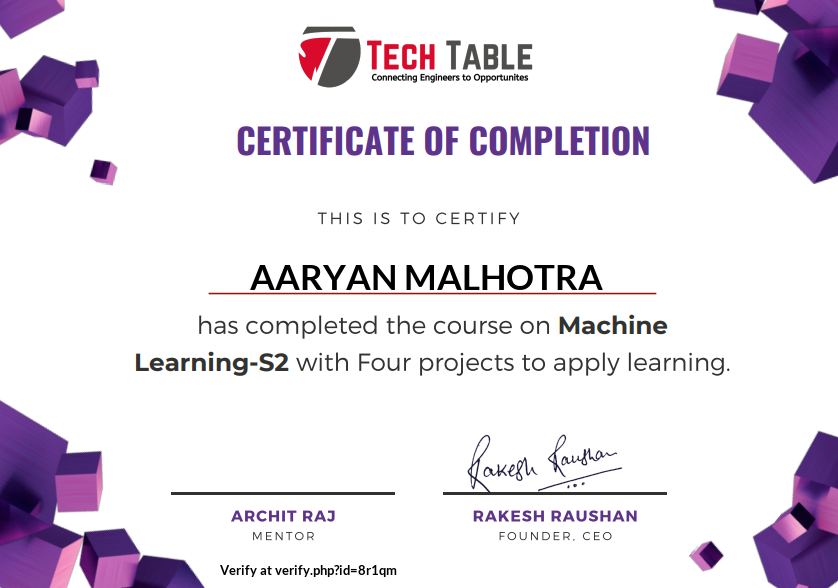 TECH TABLE
Connecting Engineers to Opportunites
CERTIFICATE OF COMPLETION
THIS IS TO CERTIFY
AARYAN MALHOTRA
has completed the course on Machine
Learning-S2 with Four projects to apply learning.
Rakesh Raushan
ARCHIT RAJ
MENTOR
RAKESH RAUSHAN
FOUNDER, CEO
Verify at verify.php?id=8r1qm